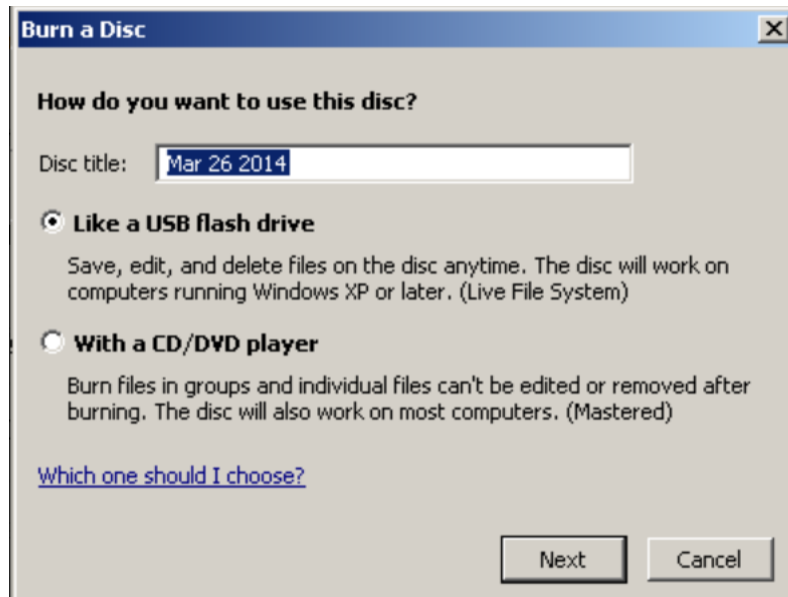 Burn a Disc
How do you want to use this disc?
Disc title: Mar 26 2014
Like a USB flash drive
Save, edit, and delete files on the disc anytime. The disc will work on
computers running Windows XP or later. (Live File System)
With a CD/DVD player
Burn files in groups and individual files can't be edited or removed after
burning. The disc will also work on most computers. (Mastered)
Which one should I choose?
Next Cancel